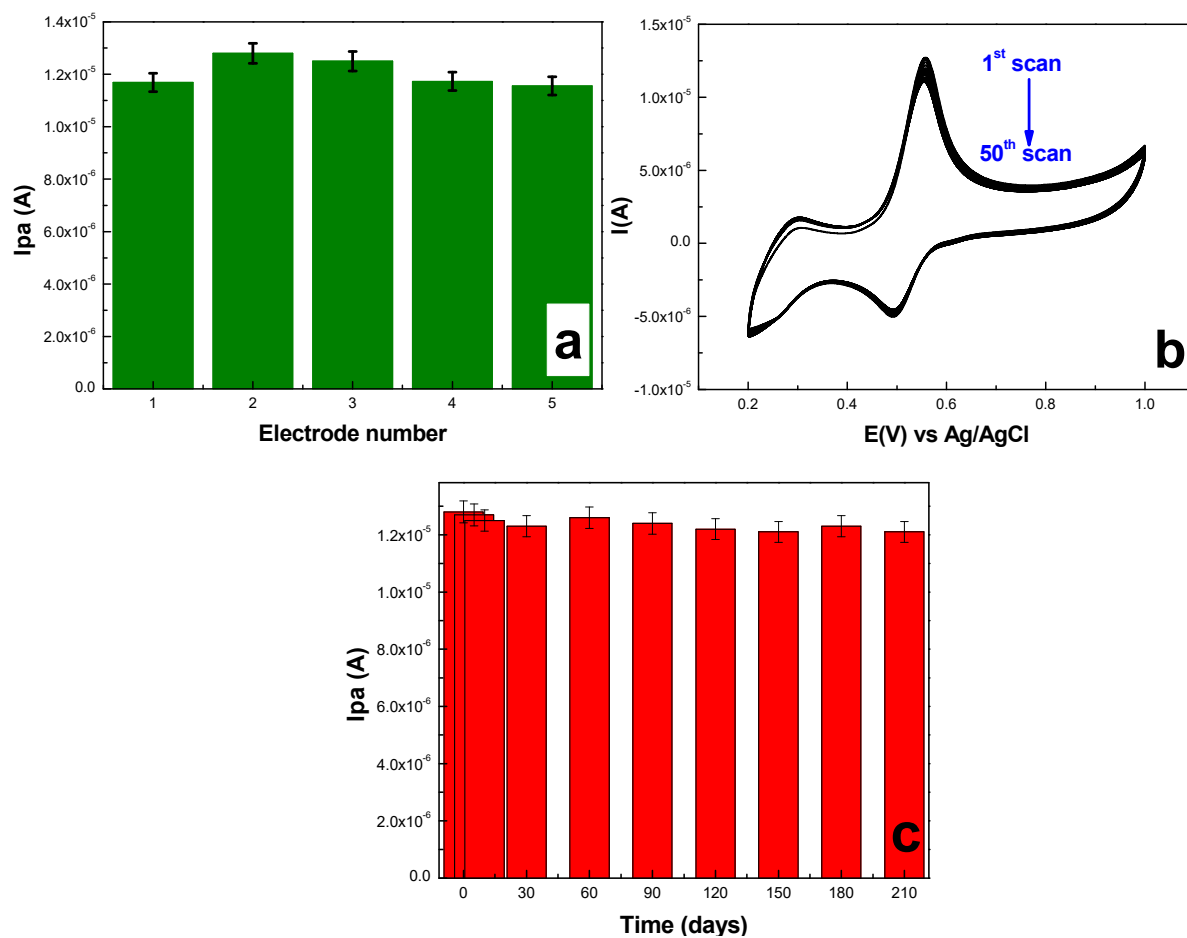 1.4x10⁻⁵
1.2x10⁻⁵
1.0x10⁻⁵
8.0x10⁻⁶
6.0x10⁻⁶
4.0x10⁻⁶
2.0x10⁻⁶
0.0
Ipa (A)
1 2 3 4 5
Electrode number
a
1.5x10⁻⁵
1.0x10⁻⁵
5.0x10⁻⁶
0.0
-5.0x10⁻⁶
-1.0x10⁻⁵
I(A)
1ˢᵗ scan
50ᵗʰ scan
0.2 0.4 0.6 0.8 1.0
E(V) vs Ag/AgCl
b
1.2x10⁻⁵
1.0x10⁻⁵
8.0x10⁻⁶
6.0x10⁻⁶
4.0x10⁻⁶
2.0x10⁻⁶
0.0
Ipa (A)
0 30 60 90 120 150 180 210
Time (days)
c